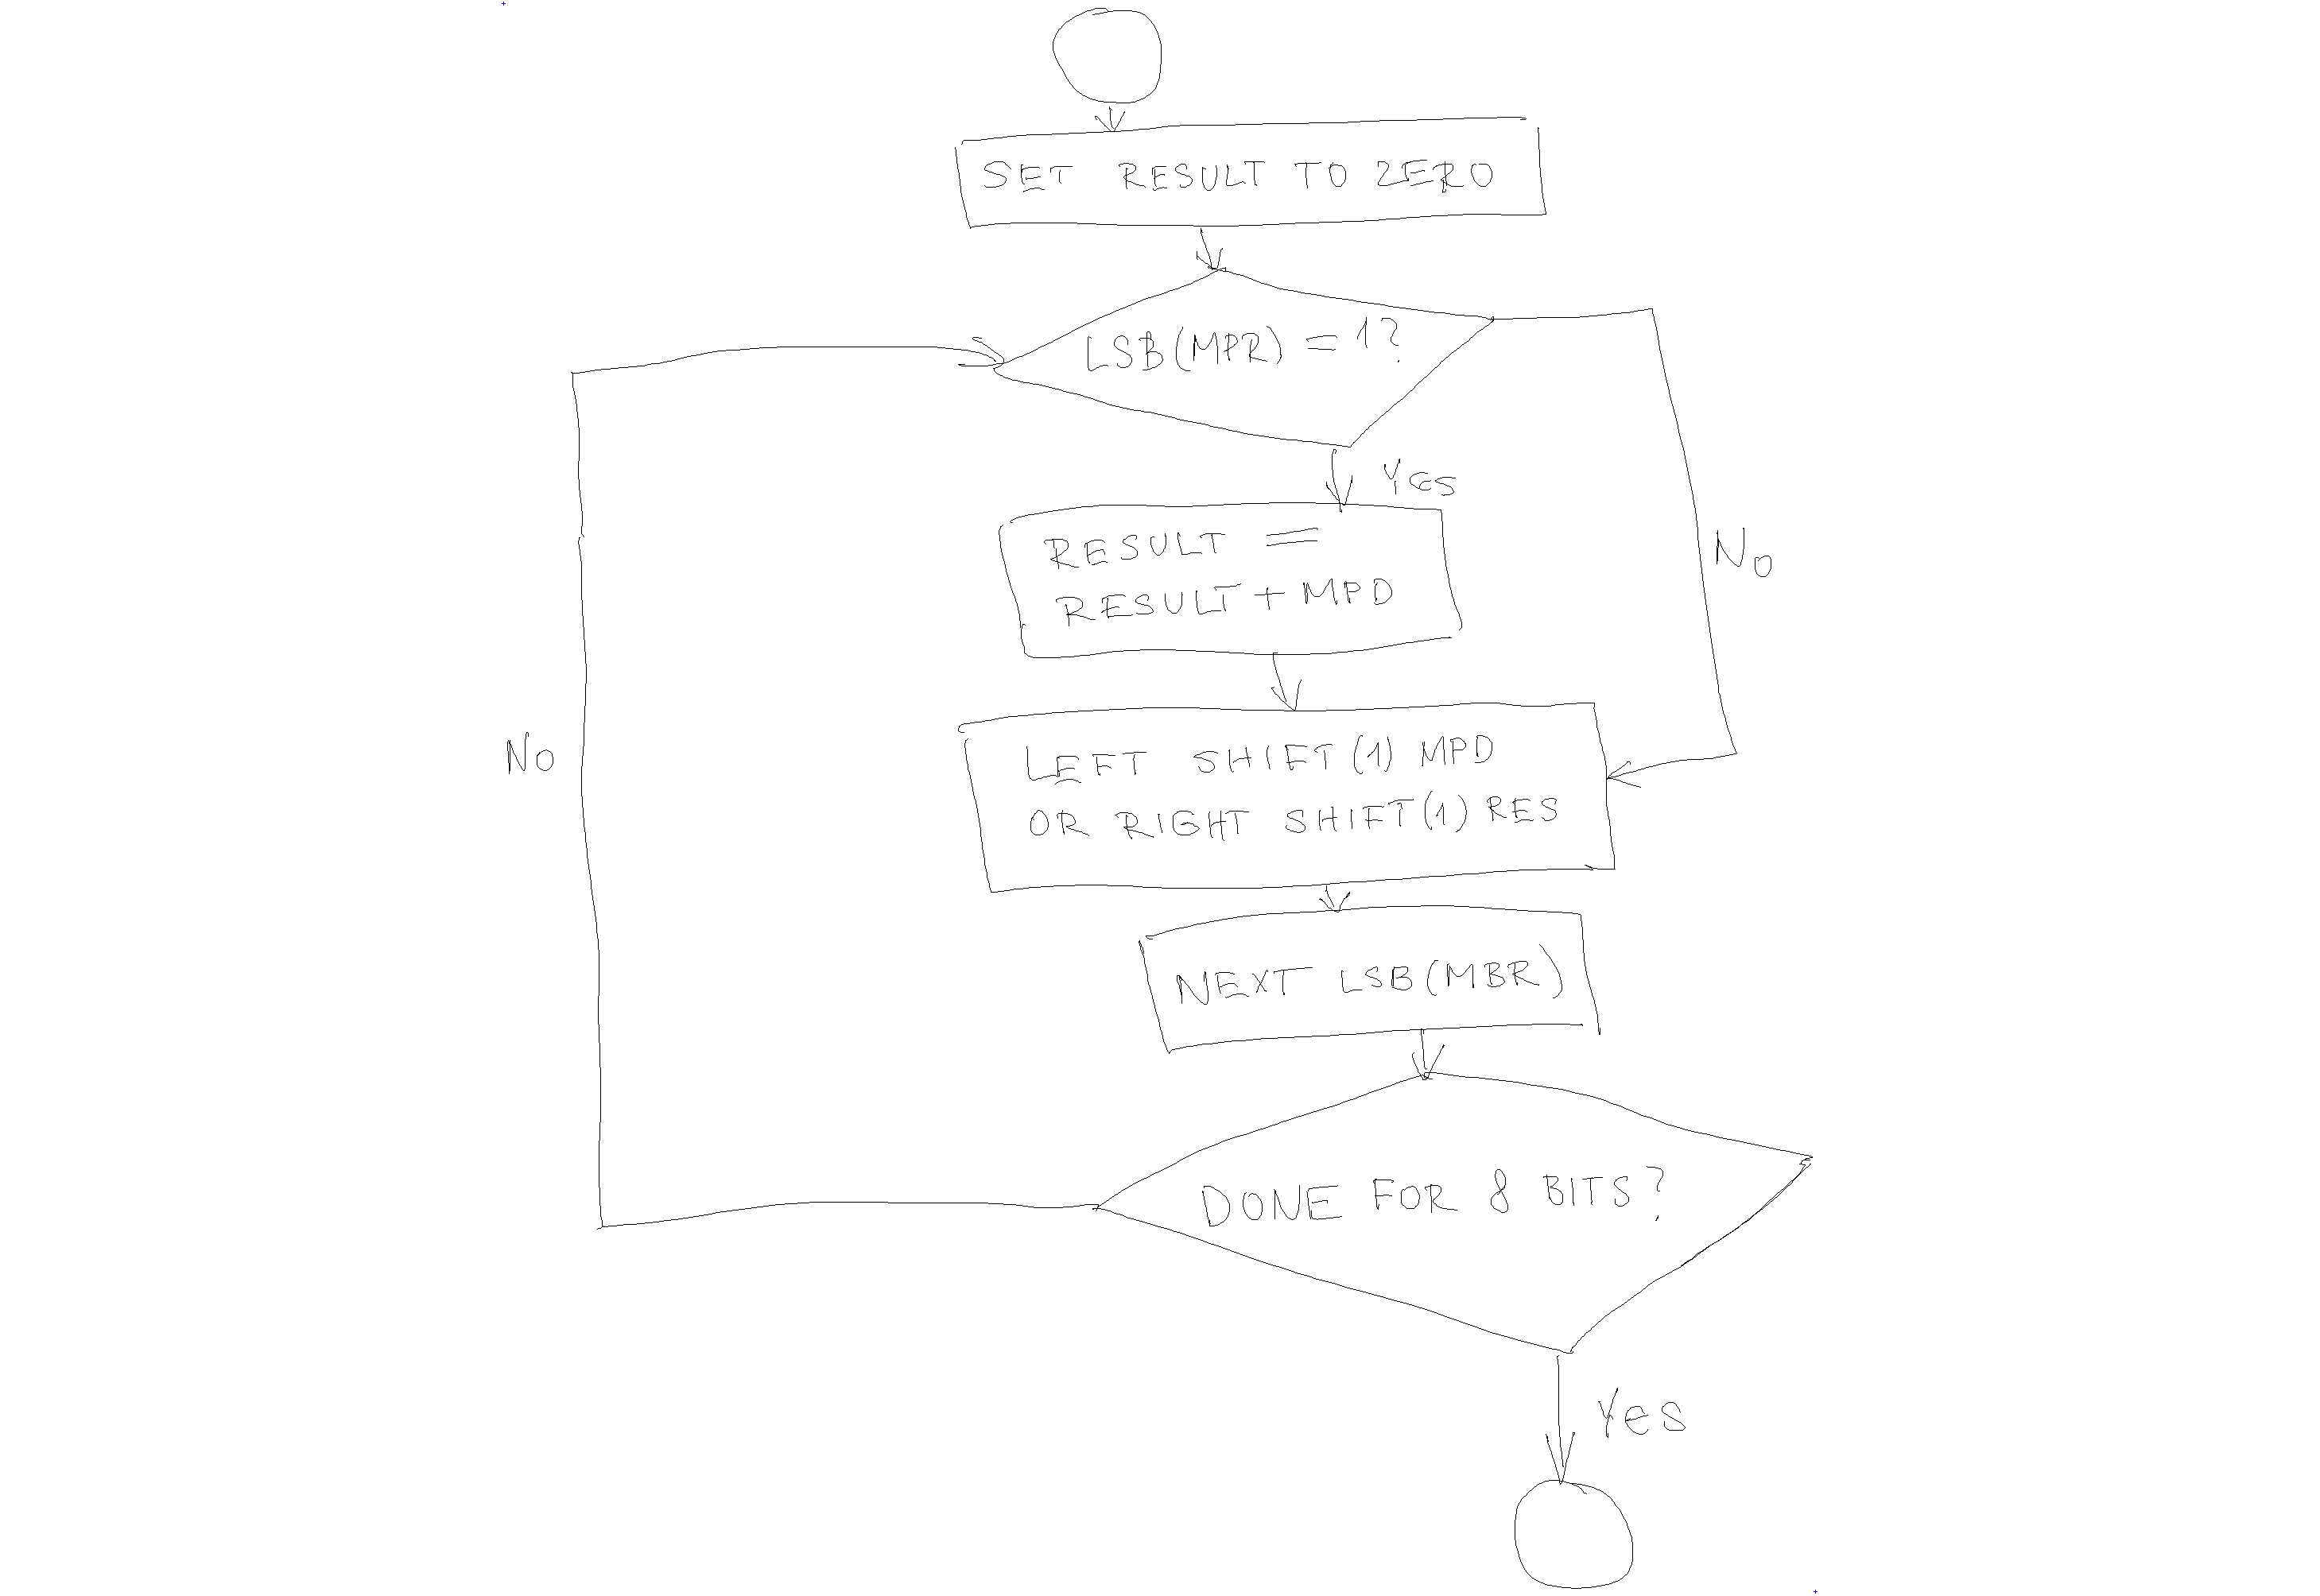 SET RESULT TO ZERO
LSB(MPR) = 1?
YES
RESULT =
RESULT + MPD
No
LEFT SHIFT(1) MPD
OR RIGHT SHIFT(1) RES
No
NEXT LSB(MBR)
DONE FOR 8 BITS?
YES